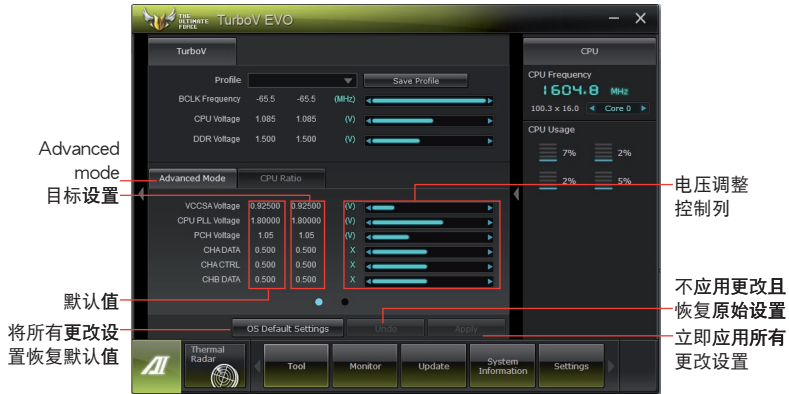 THE ULTIMATE FORCE TurboV EVO
TurboV
Profile Save Profile
BCLK Frequency -65.5 -65.5 (MHz)
CPU Voltage 1.085 1.085 (V)
DDR Voltage 1.500 1.500 (V)
Advanced Mode CPU Ratio
VCCSA Voltage 0.92500 0.92500 (V)
CPU PLL Voltage 1.80000 1.80000 (V)
PCH Voltage 1.05 1.05 (V)
CHA DATA 0.500 0.500 X
CHA CTRL 0.500 0.500 X
CHB DATA 0.500 0.500 X
OS Default Settings Undo Apply
CPU
CPU Frequency
1604.8 MHz
100.3 x 16.0 Core 0
CPU Usage
7% 2%
2% 5%
AI
Thermal
Radar
Tool Monitor Update System
Information Settings
Advanced
mode
目标设置
默认值
将所有更改设
置恢复默认值
电压调整
控制列
不应用更改且
恢复原始设置
立即应用所有
更改设置